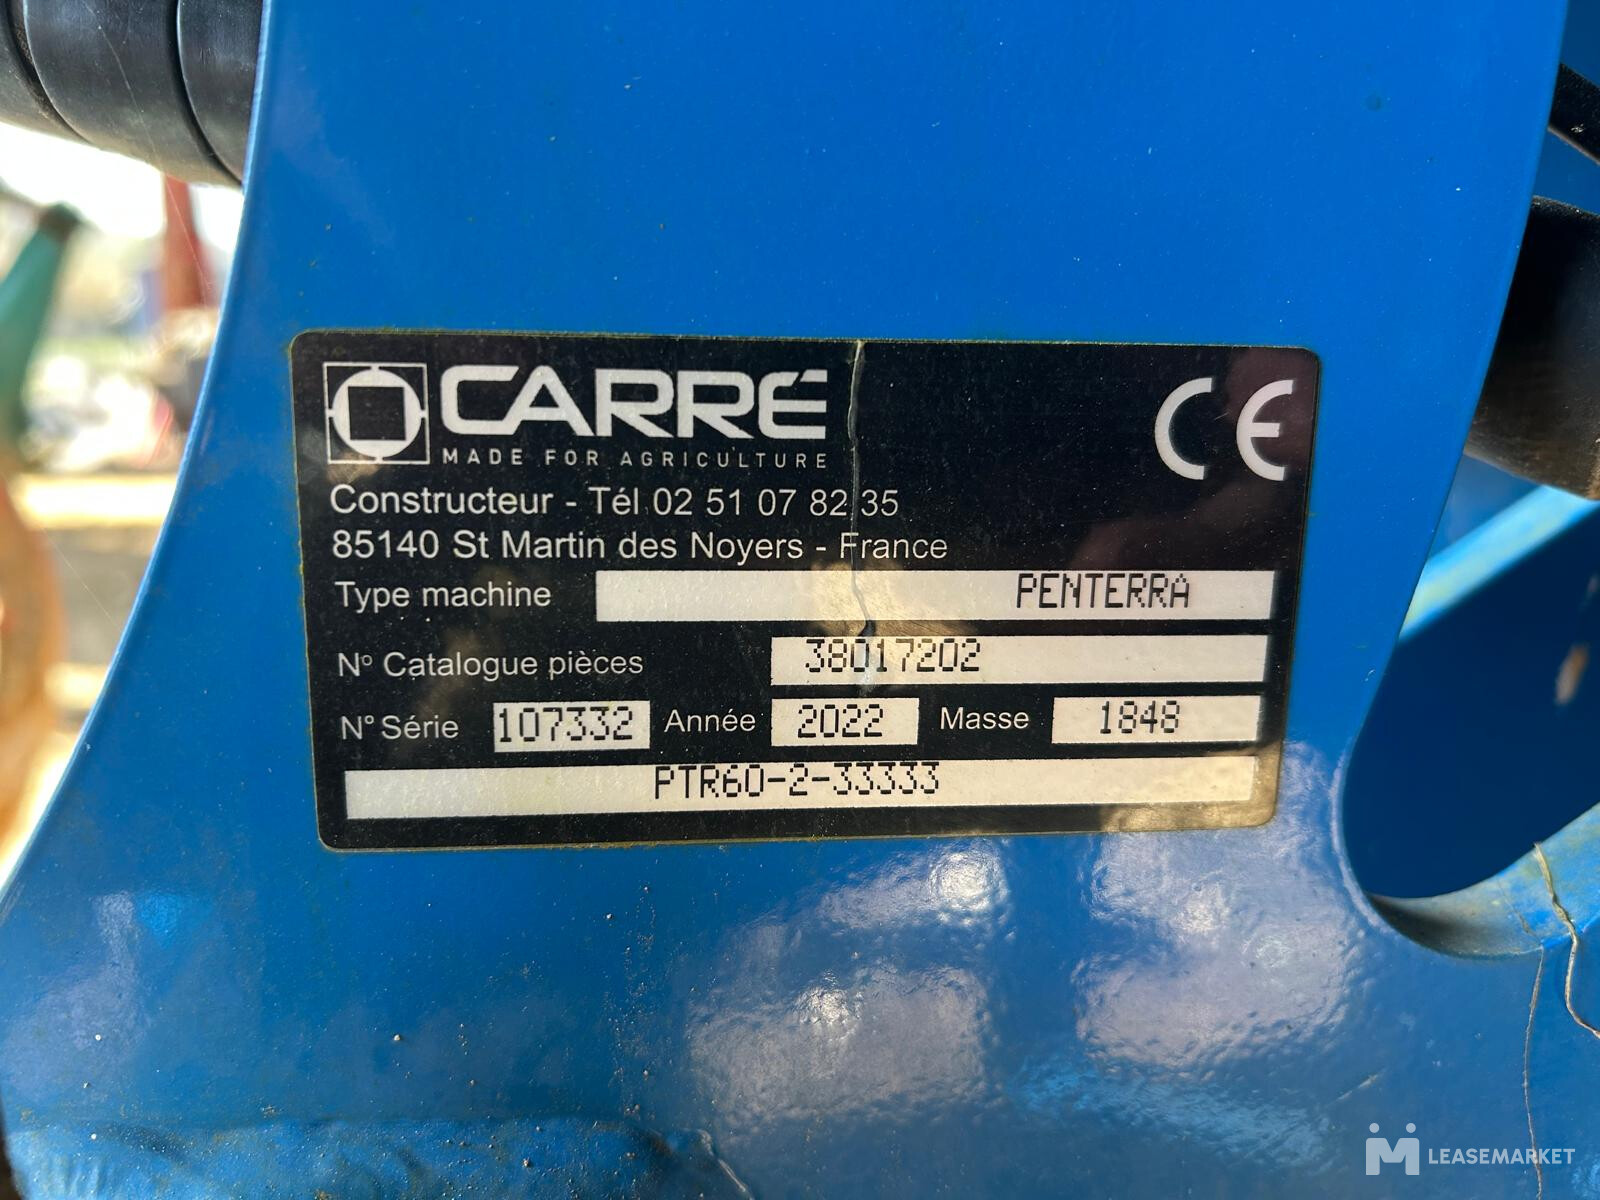 CARRÉ
MADE FOR AGRICULTURE
CE
Constructeur - Tél 02 51 07 82 35
85140 St Martin des Noyers - France
Type machine PENTERRA
Nº Catalogue pièces 38017202
N° Série 107332 Année 2022 Masse 1848
PTR60-2-33333
LEASEMARKET